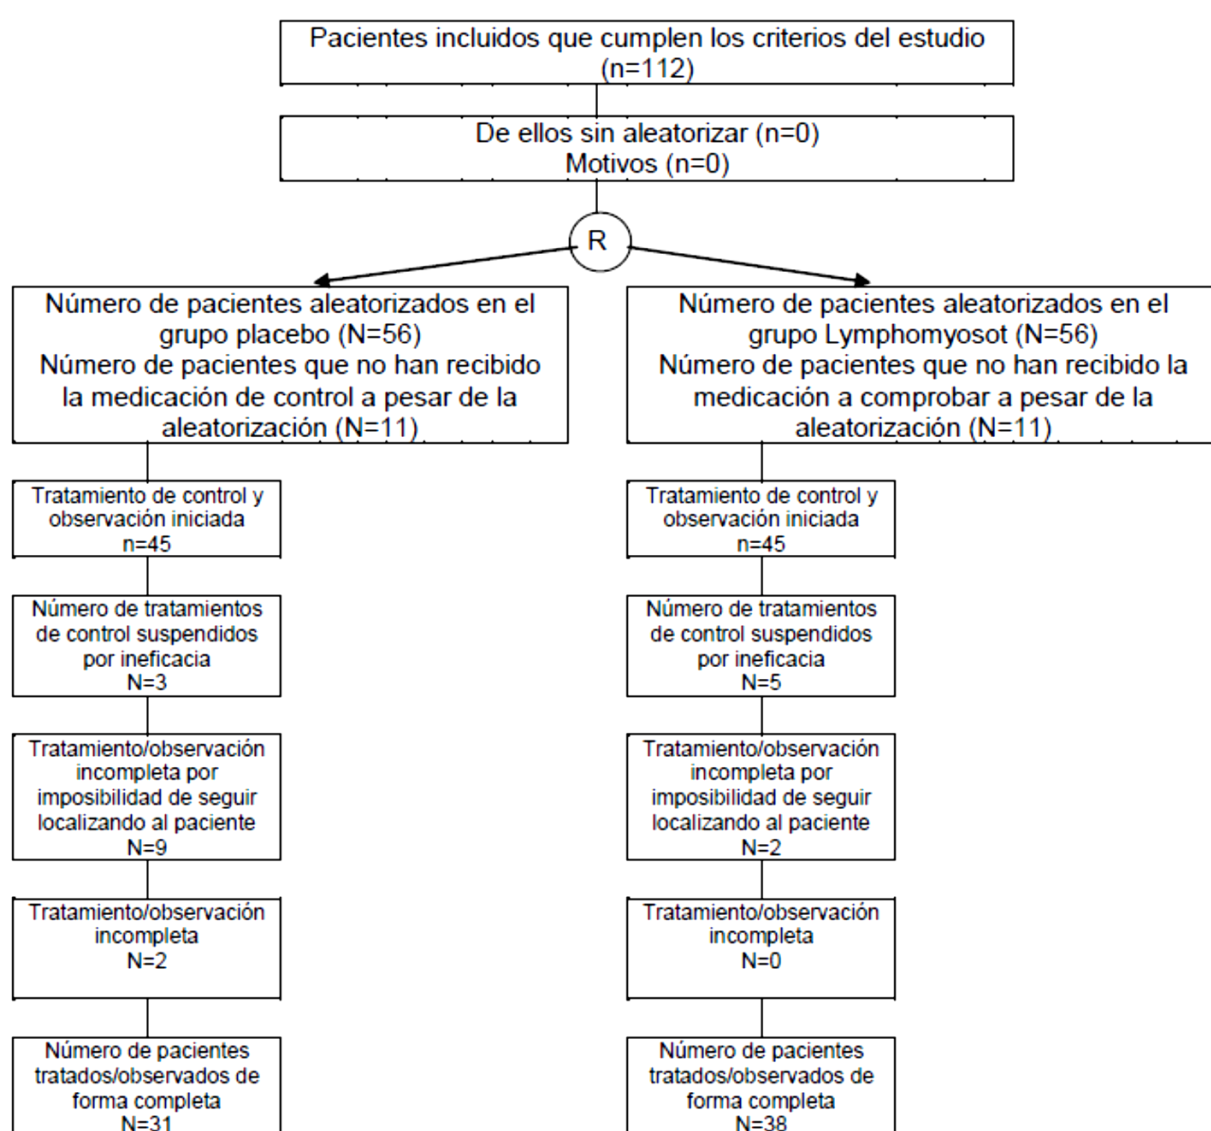 Pacientes incluidos que cumplen los criterios del estudio
(n=112)
De ellos sin aleatorizar (n=0)
Motivos (n=0)
R
Número de pacientes aleatorizados en el
grupo placebo (N=56)
Número de pacientes que no han recibido
la medicación de control a pesar de la
aleatorización (N=11)
Número de pacientes aleatorizados en el
grupo Lymphomyosot (N=56)
Número de pacientes que no han recibido la
medicación a comprobar a pesar de la
aleatorización (N=11)
Tratamiento de control y
observación iniciada
n=45
Tratamiento de control y
observación iniciada
n=45
Número de tratamientos
de control suspendidos
por ineficacia
N=3
Número de tratamientos
de control suspendidos
por ineficacia
N=5
Tratamiento/observación
incompleta por
imposibilidad de seguir
localizando al paciente
N=9
Tratamiento/observación
incompleta por
imposibilidad de seguir
localizando al paciente
N=2
Tratamiento/observación
incompleta
N=2
Tratamiento/observación
incompleta
N=0
Número de pacientes
tratados/observados de
forma completa
N=31
Número de pacientes
tratados/observados de
forma completa
N=38